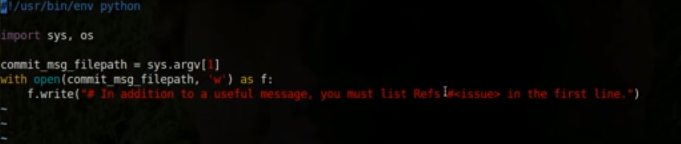 #!/usr/bin/env python
import sys, os
commit_msg_filepath = sys.argv[1]
with open(commit_msg_filepath, 'w') as f:
    f.write("# In addition to a useful message, you must list Refs #<issue> in the first line.")
~
~
~